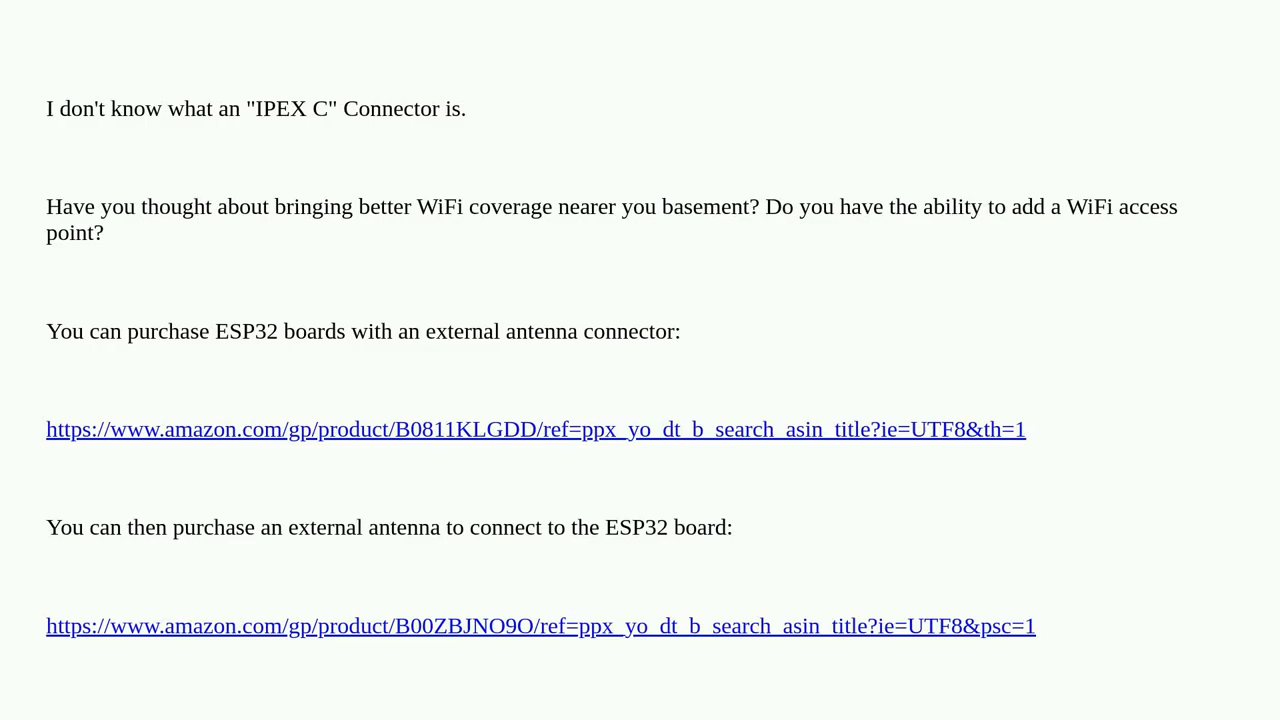 I don't know what an "IPEX C" Connector is.
Have you thought about bringing better WiFi coverage nearer you basement? Do you have the ability to add a WiFi access
point?
You can purchase ESP32 boards with an external antenna connector:
https://www.amazon.com/gp/product/B0811KLGDD/ref=ppx_yo_dt_b_search_asin_title?ie=UTF8&th=1
You can then purchase an external antenna to connect to the ESP32 board:
https://www.amazon.com/gp/product/B00ZBJNO9O/ref=ppx_yo_dt_b_search_asin_title?ie=UTF8&psc=1